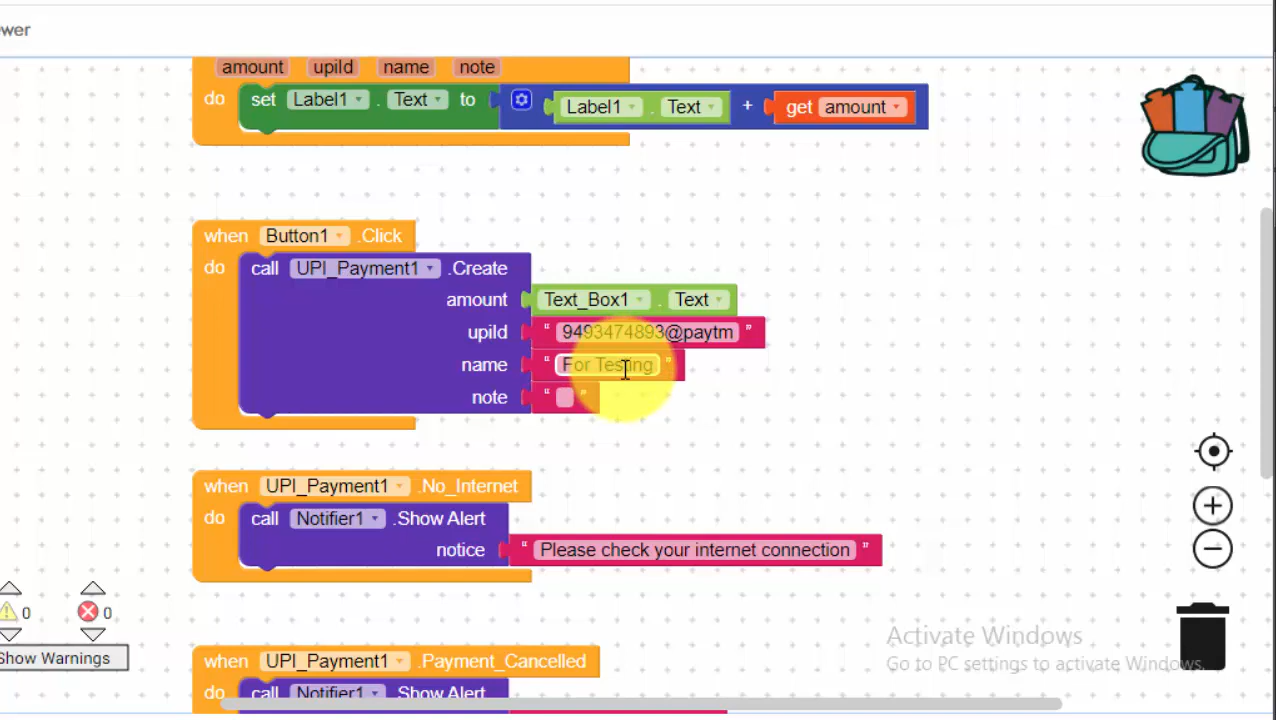 wer
amount upiId name note
do set Label1 . Text to Label1 . Text + get amount
when Button1 .Click
do call UPI_Payment1 .Create
amount Text_Box1 . Text
upiId " 9493474893@paytm "
name " For Testing "
note " "
when UPI_Payment1 .No_Internet
do call Notifier1 .Show Alert
notice " Please check your internet connection "
0 0
Show Warnings
when UPI_Payment1 .Payment_Cancelled
do call Notifier1 .Show Alert
Activate Windows
Go to PC settings to activate Windows.